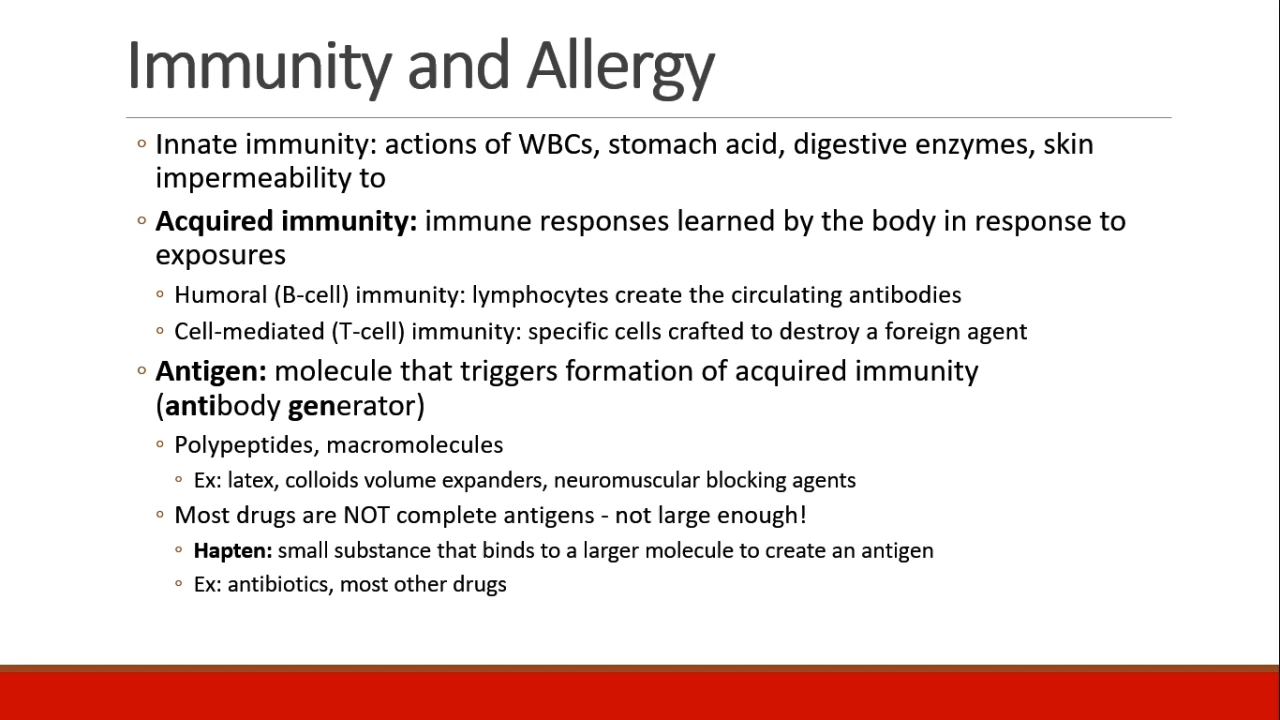 Immunity and Allergy
◦ Innate immunity: actions of WBCs, stomach acid, digestive enzymes, skin
impermeability to
◦ Acquired immunity: immune responses learned by the body in response to
exposures
◦ Humoral (B-cell) immunity: lymphocytes create the circulating antibodies
◦ Cell-mediated (T-cell) immunity: specific cells crafted to destroy a foreign agent
◦ Antigen: molecule that triggers formation of acquired immunity
(antibody generator)
◦ Polypeptides, macromolecules
◦ Ex: latex, colloids volume expanders, neuromuscular blocking agents
◦ Most drugs are NOT complete antigens - not large enough!
◦ Hapten: small substance that binds to a larger molecule to create an antigen
◦ Ex: antibiotics, most other drugs